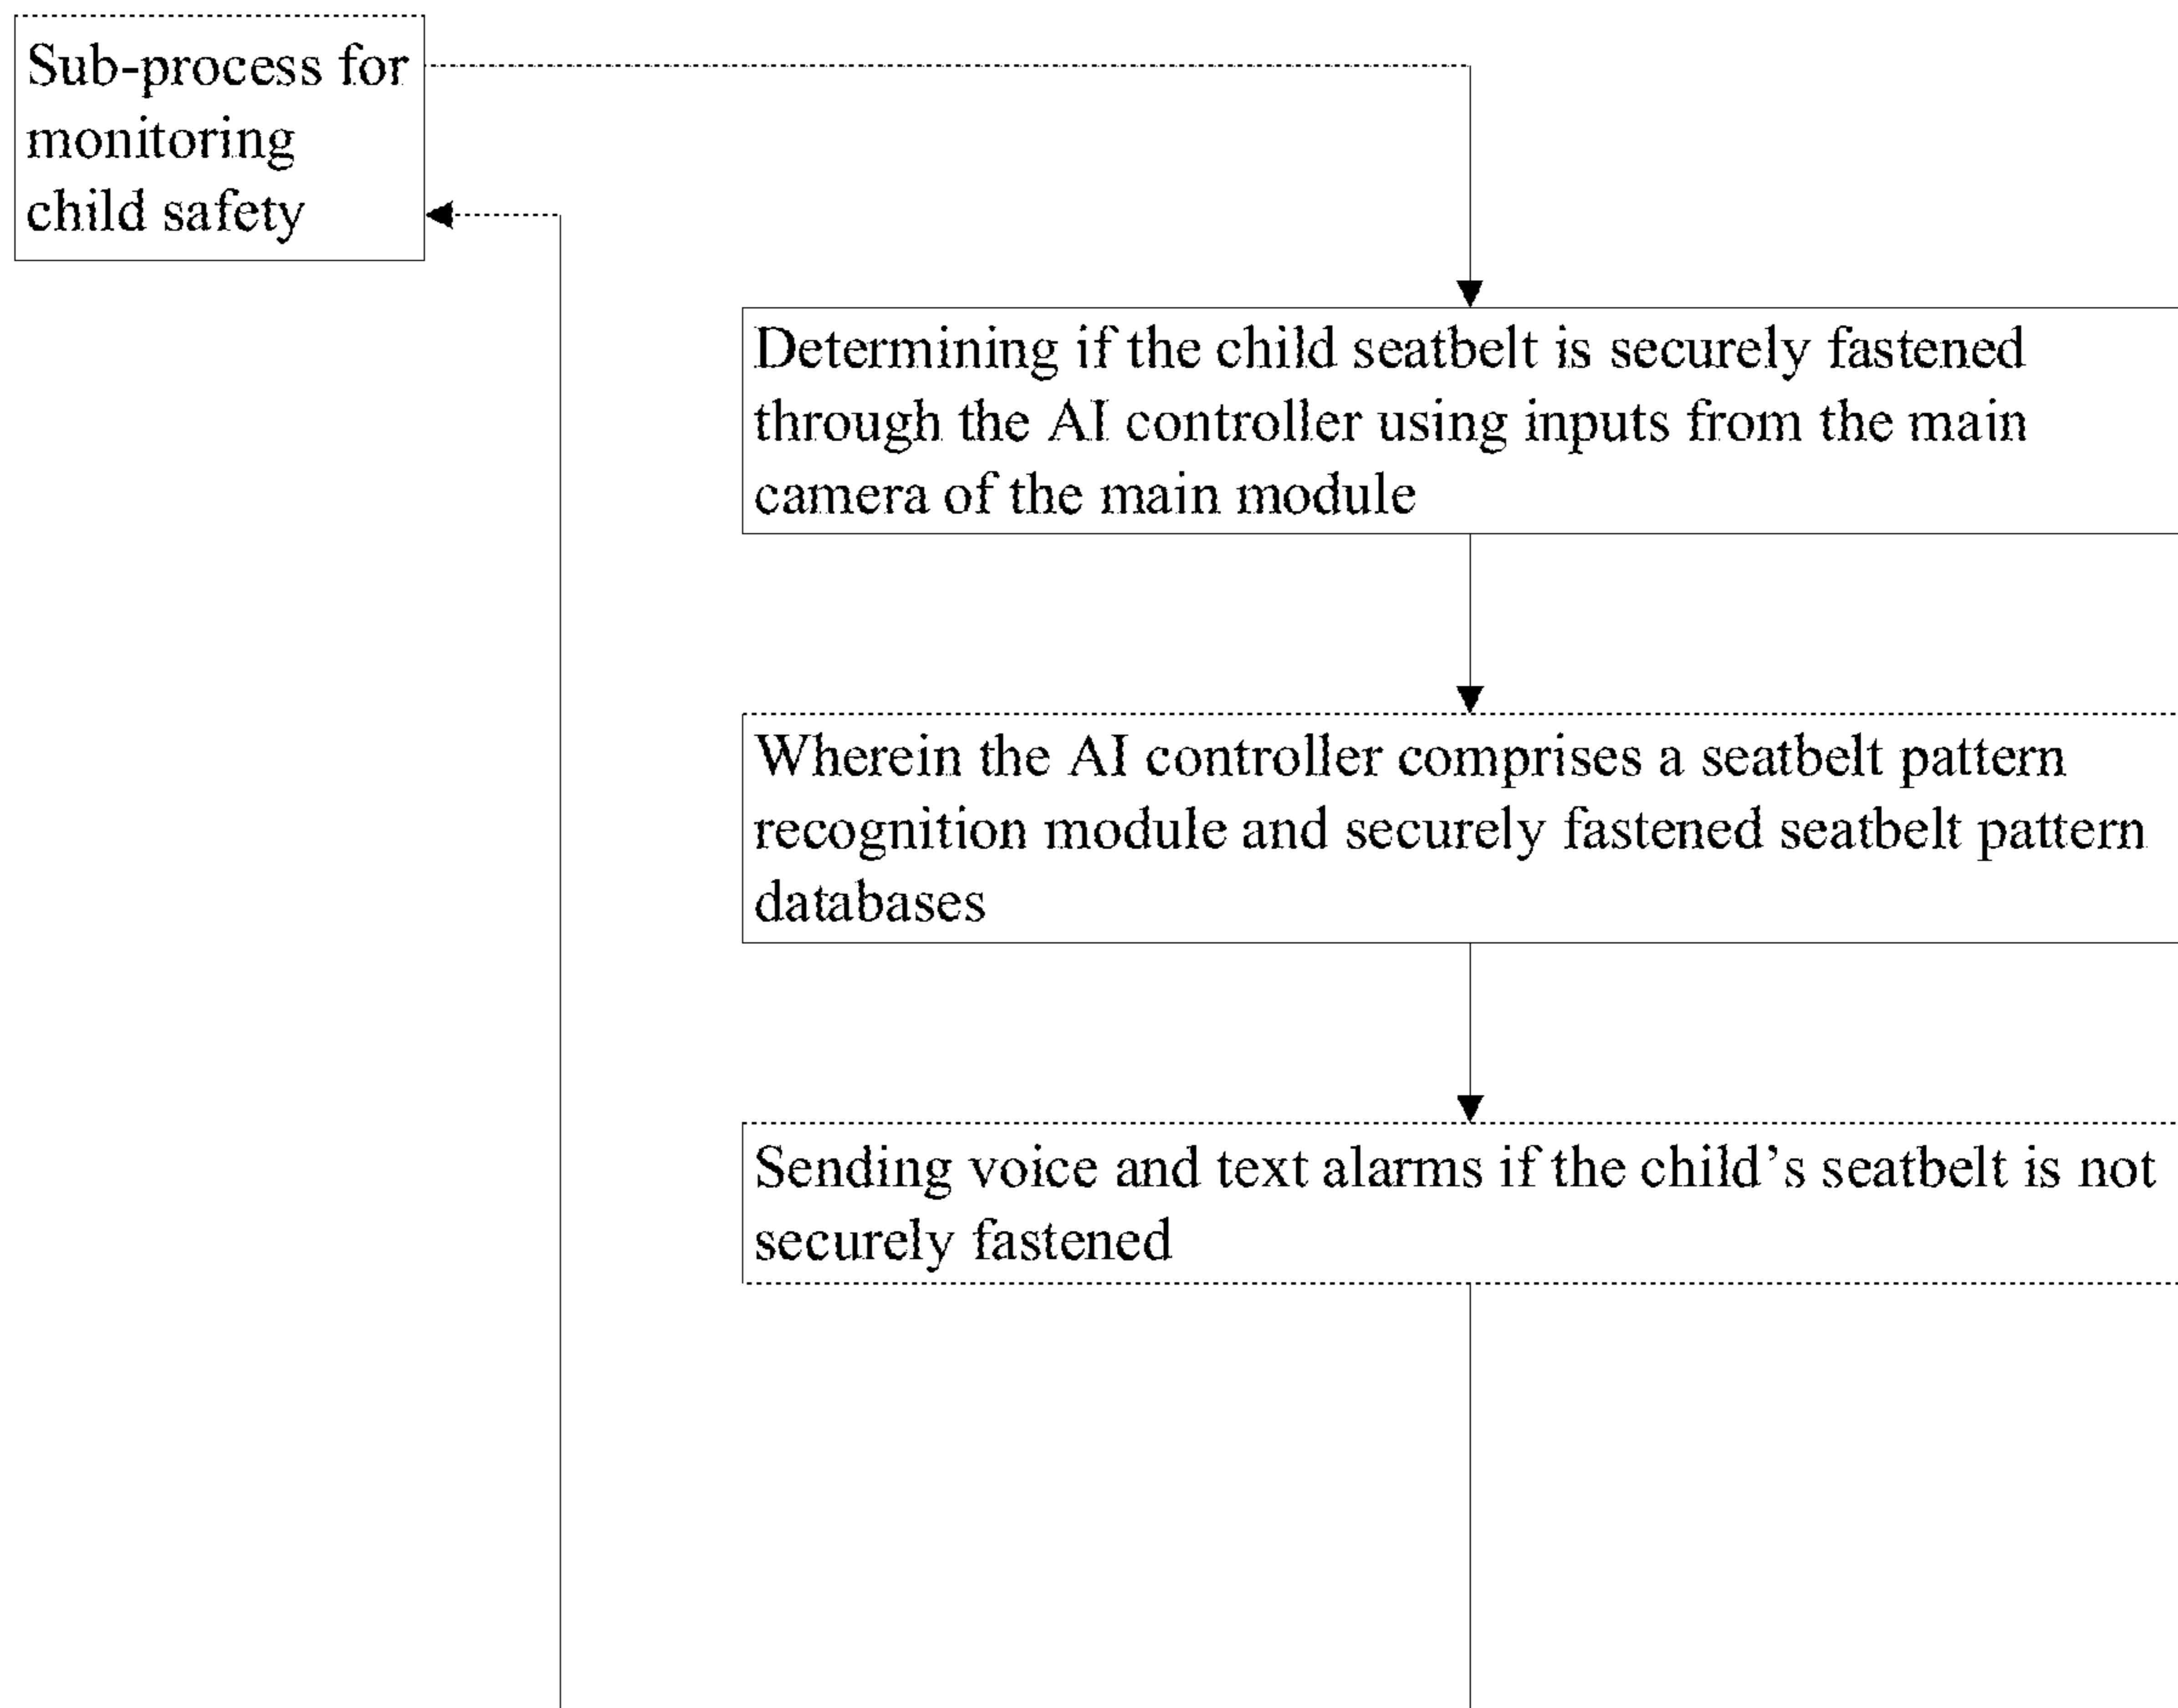 Sub-process for
monitoring
child safety
Determining if the child seatbelt is securely fastened
through the AI controller using inputs from the main
camera of the main module
Wherein the AI controller comprises a seatbelt pattern
recognition module and securely fastened seatbelt pattern
databases
Sending voice and text alarms if the child’s seatbelt is not
securely fastened